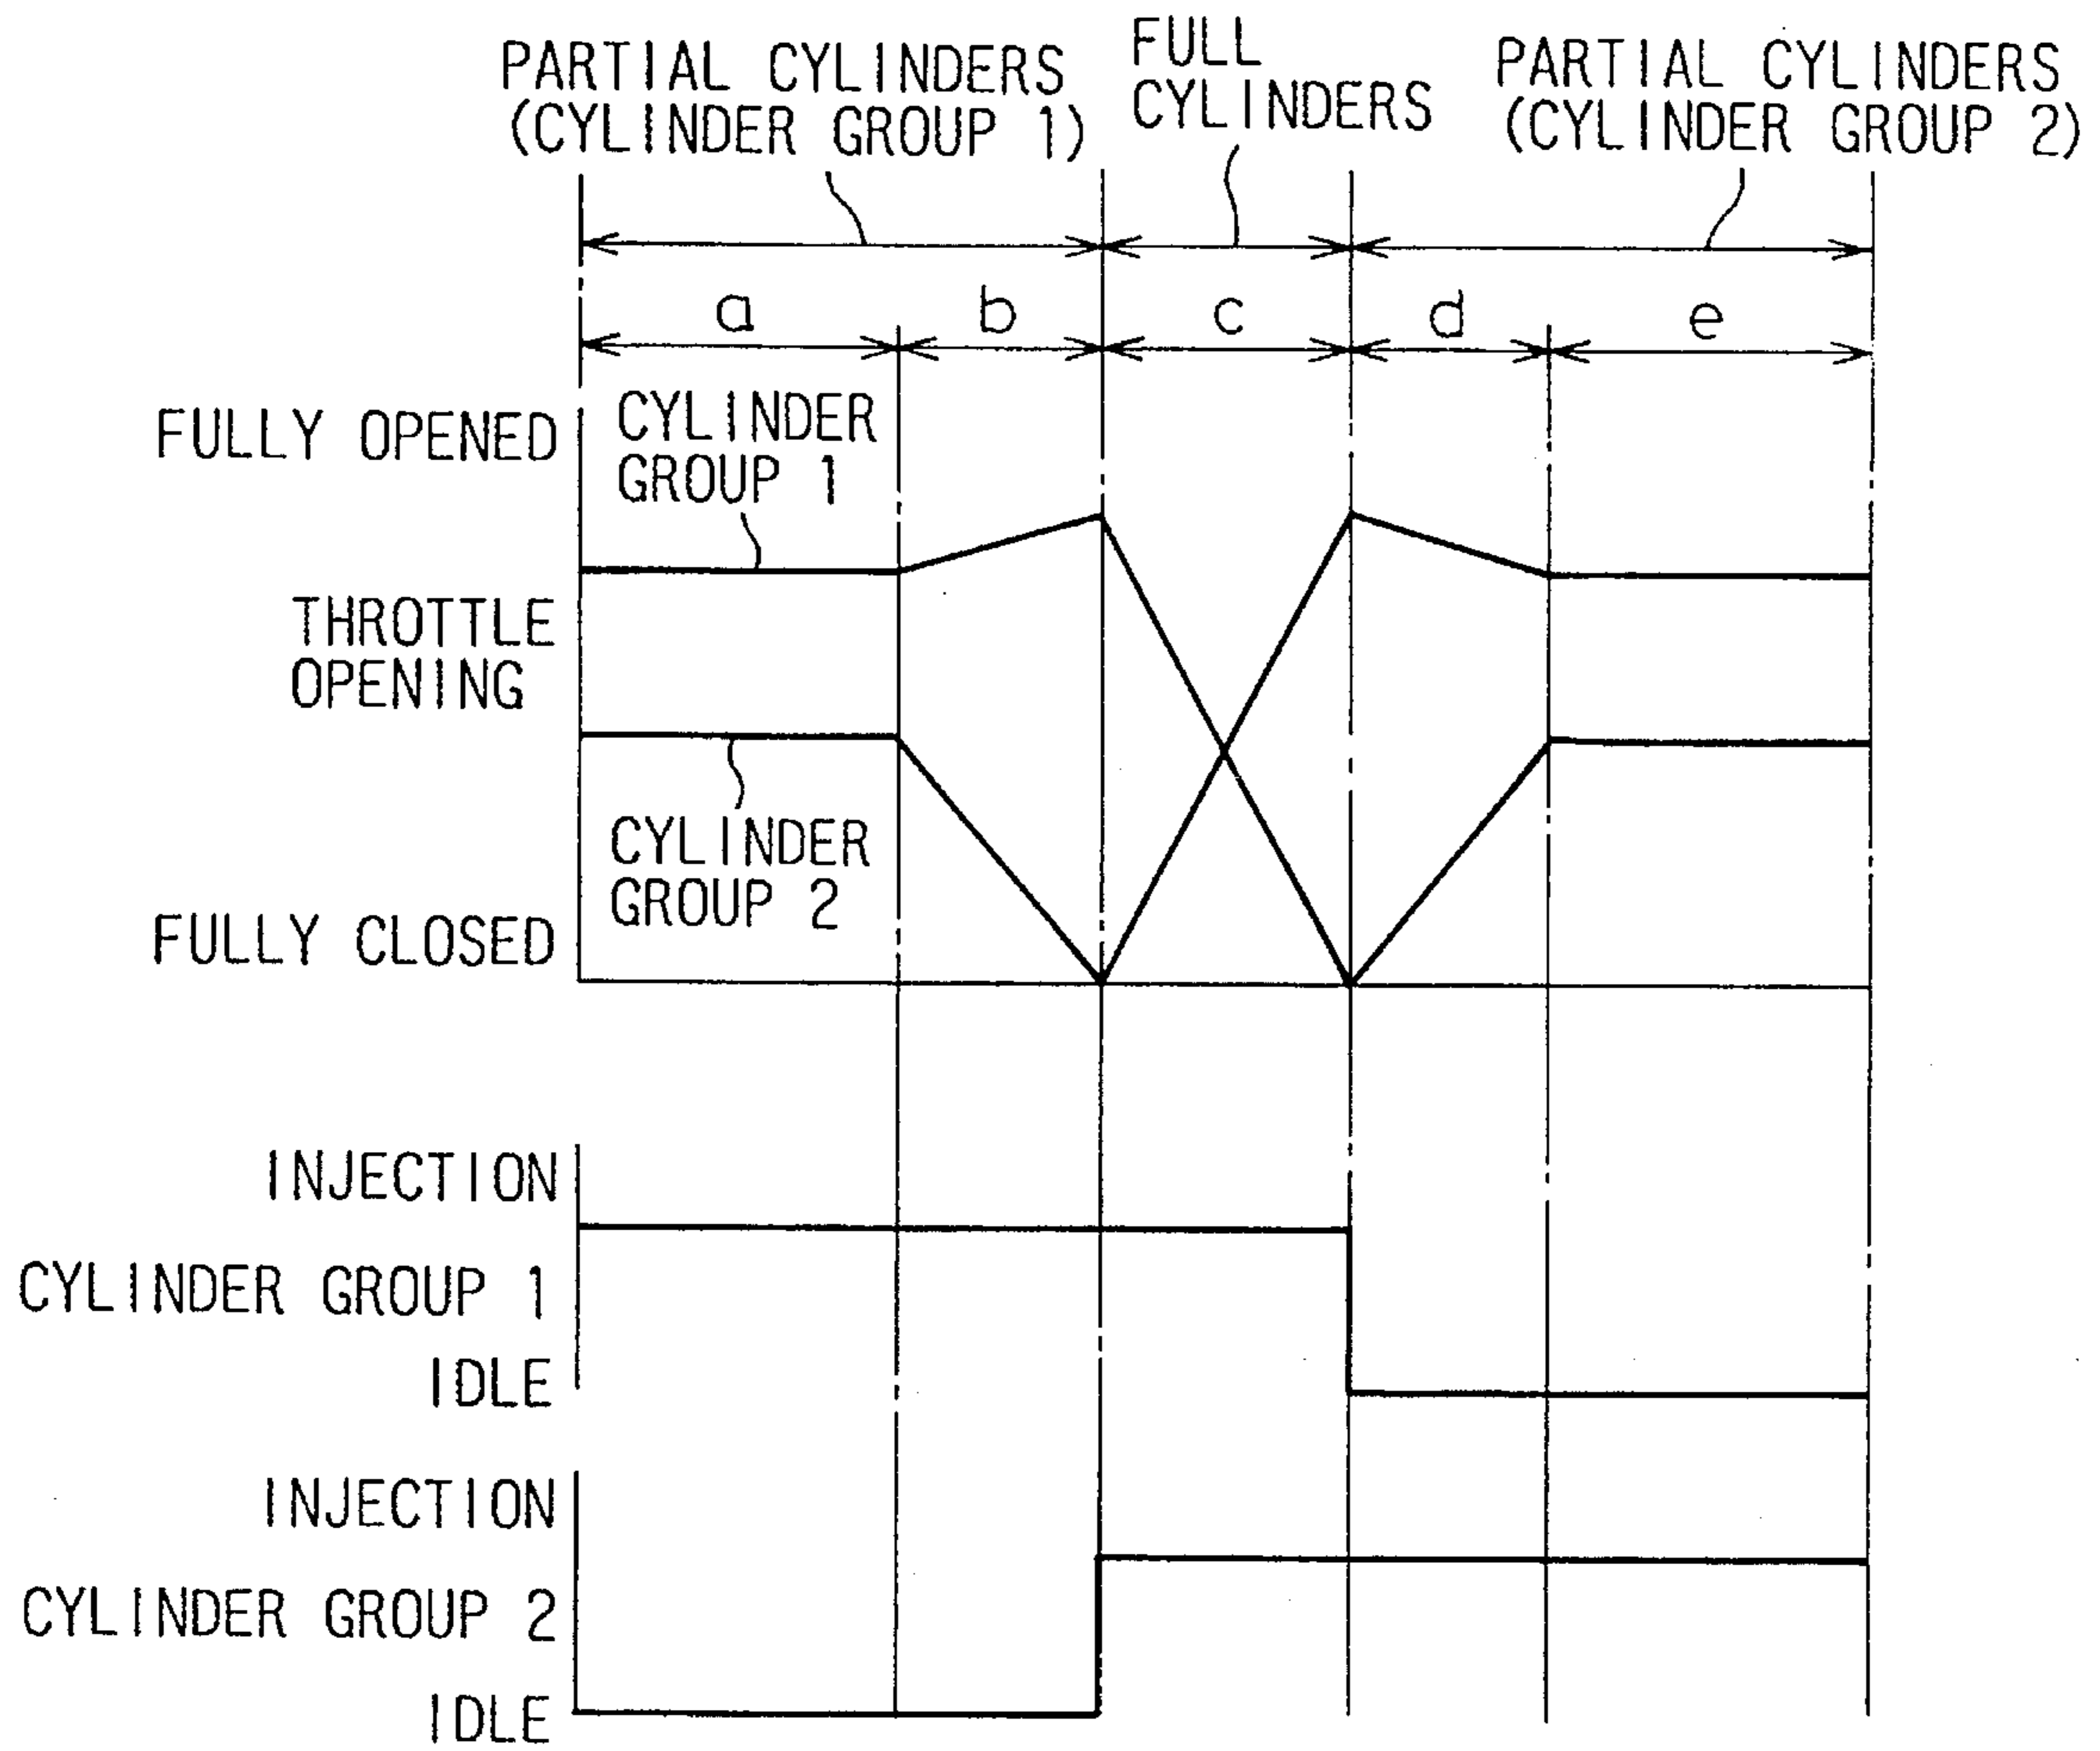 PARTIAL CYLINDERS
(CYLINDER GROUP 1)
FULL
CYLINDERS
PARTIAL CYLINDERS
(CYLINDER GROUP 2)
a
b
c
d
e
FULLY OPENED
CYLINDER
GROUP 1
THROTTLE
OPENING
CYLINDER
GROUP 2
FULLY CLOSED
INJECTION
CYLINDER GROUP 1
IDLE
INJECTION
CYLINDER GROUP 2
IDLE